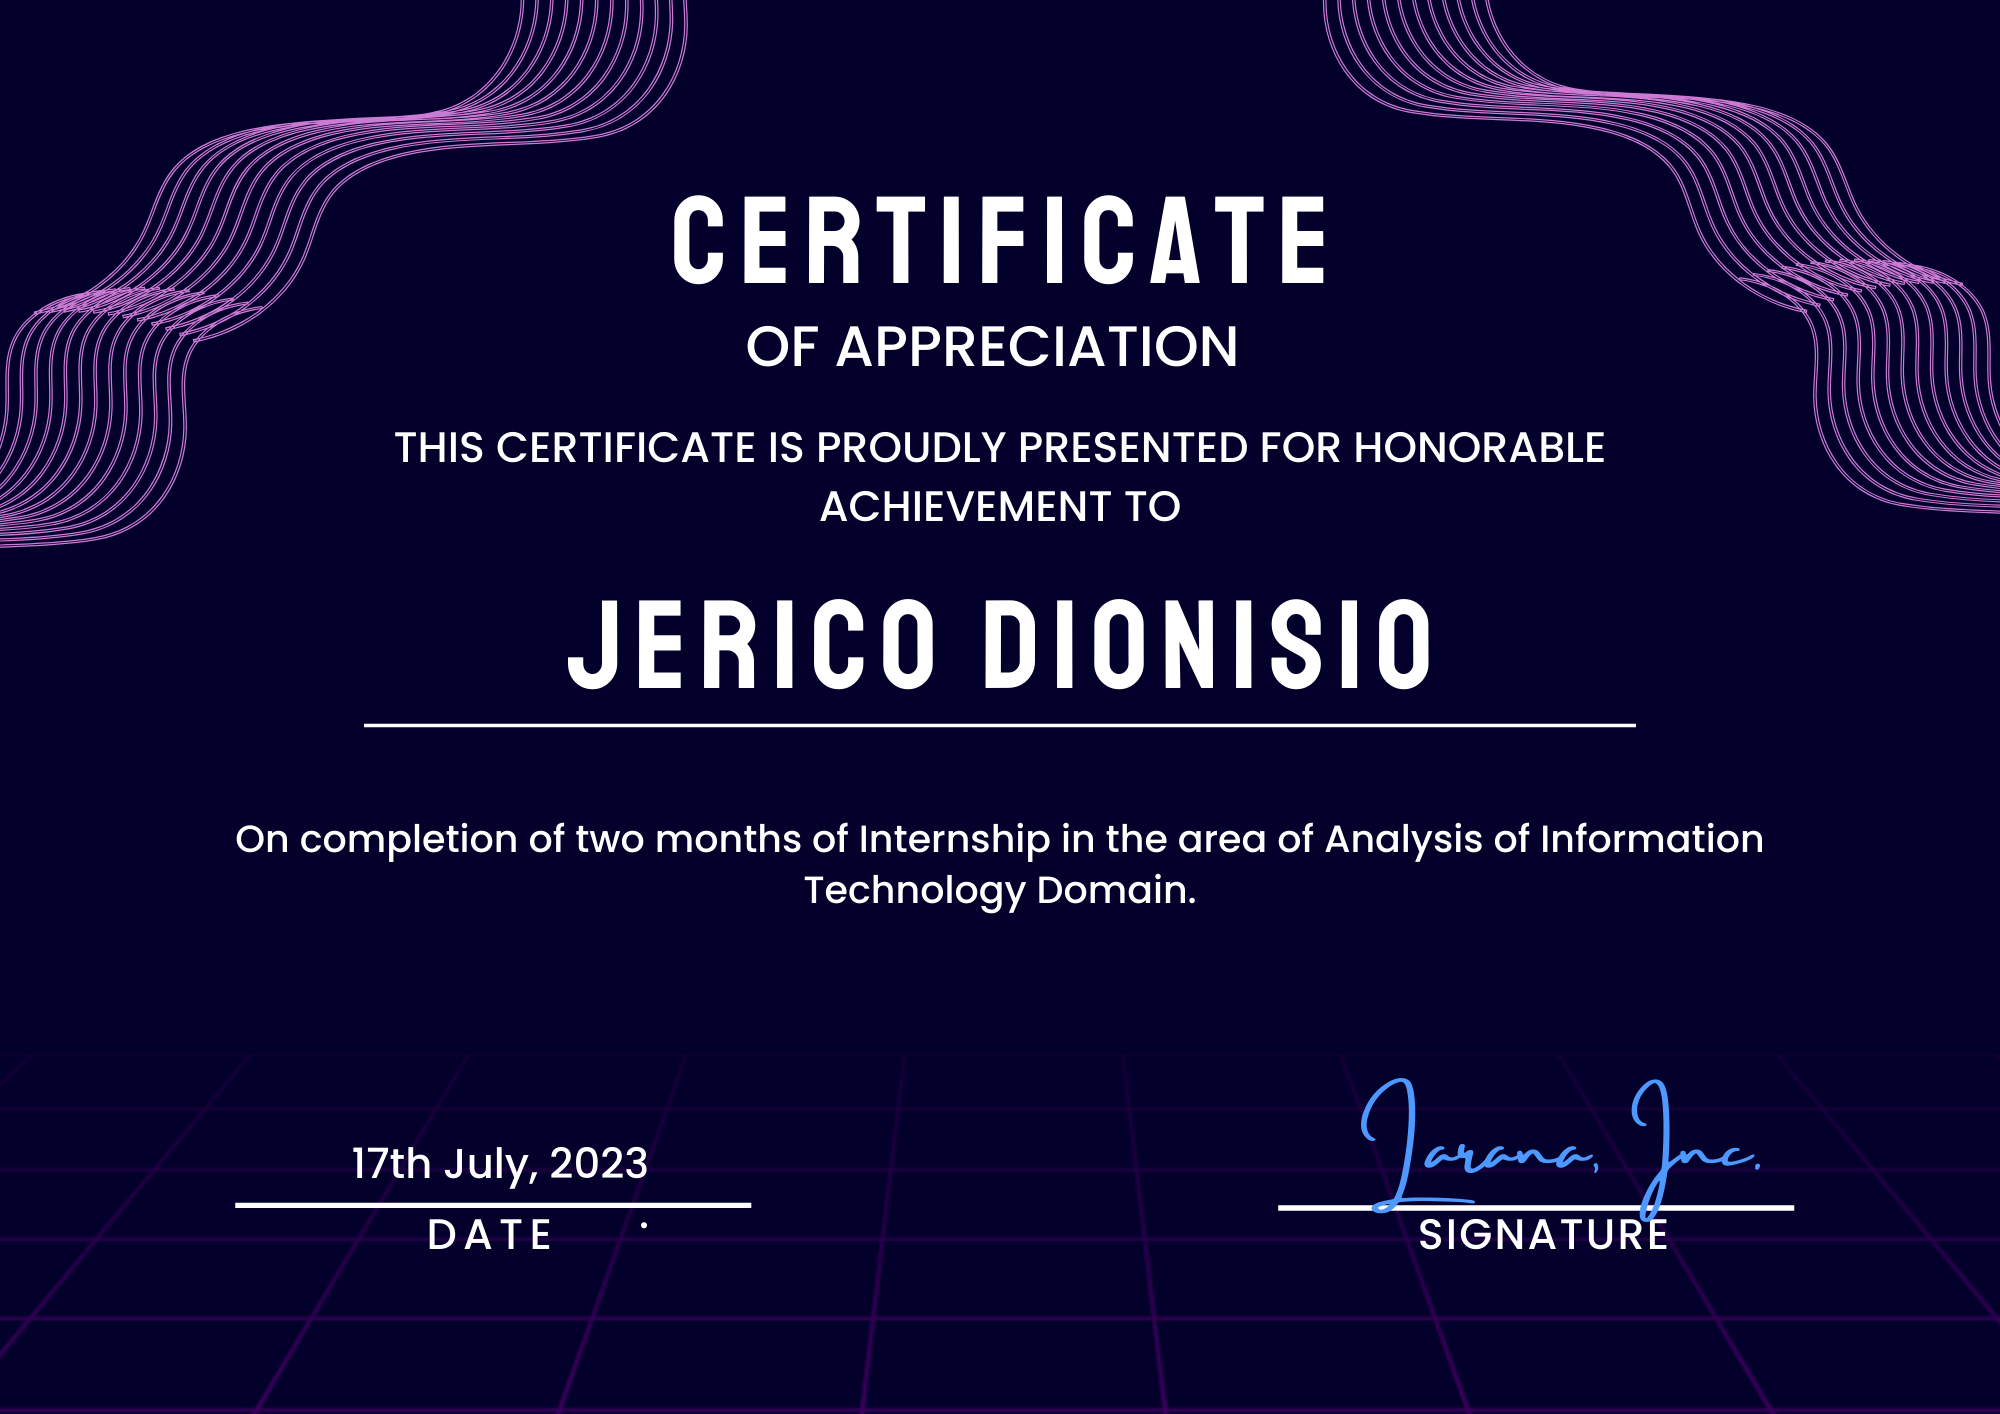 CERTIFICATE
OF APPRECIATION
THIS CERTIFICATE IS PROUDLY PRESENTED FOR HONORABLE
ACHIEVEMENT TO
JERICO DIONISIO
On completion of two months of Internship in the area of Analysis of Information
Technology Domain.
17th July, 2023
DATE .
Larana, Inc.
SIGNATURE